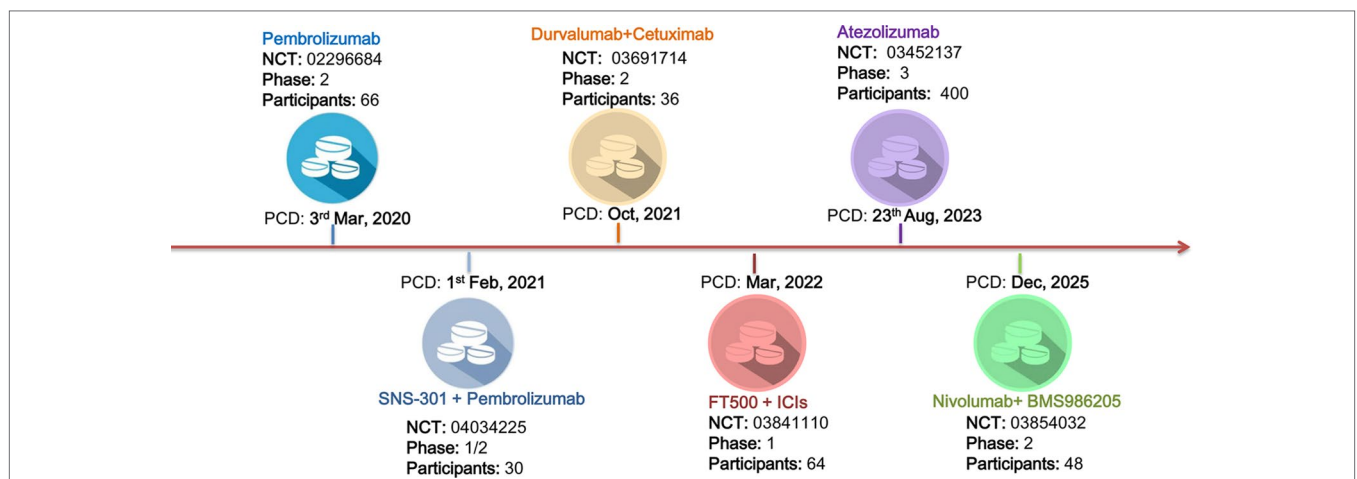 Pembrolizumab
NCT: 02296684
Phase: 2
Participants: 66
PCD: 3rd Mar, 2020
Durvalumab+Cetuximab
NCT: 03691714
Phase: 2
Participants: 36
PCD: Oct, 2021
Atezolizumab
NCT: 03452137
Phase: 3
Participants: 400
PCD: 23th Aug, 2023
PCD: 1st Feb, 2021
SNS-301 + Pembrolizumab
NCT: 04034225
Phase: 1/2
Participants: 30
PCD: Mar, 2022
FT500 + ICIs
NCT: 03841110
Phase: 1
Participants: 64
PCD: Dec, 2025
Nivolumab+ BMS986205
NCT: 03854032
Phase: 2
Participants: 48